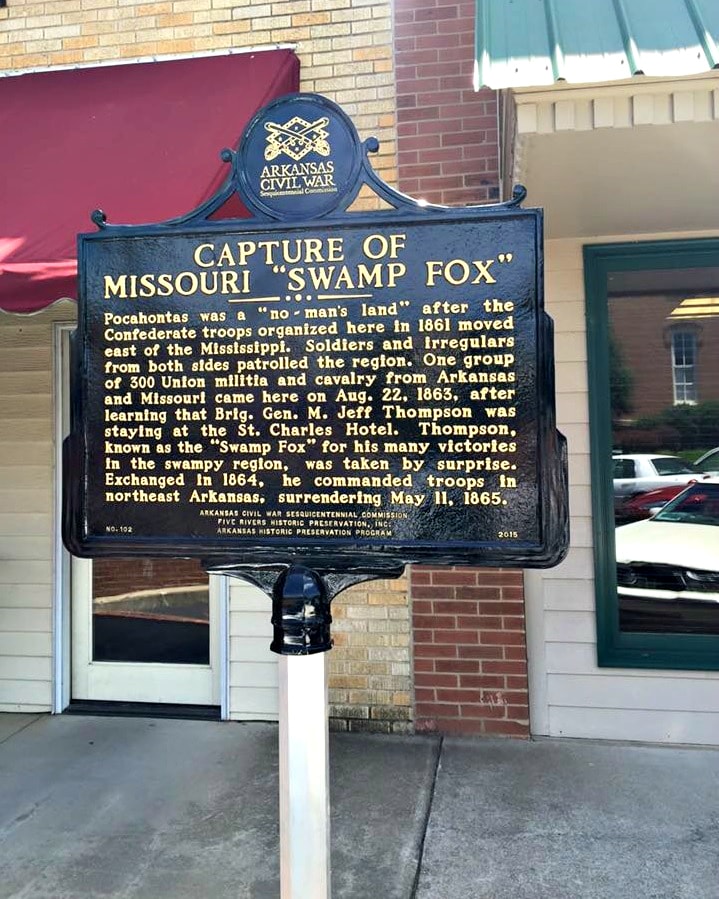 ARKANSAS
CIVIL WAR
Sesquicentennial Commission
CAPTURE OF
MISSOURI "SWAMP FOX"
Pocahontas was a "no-man's land" after the
Confederate troops organized here in 1861 moved
east of the Mississippi. Soldiers and irregulars
from both sides patrolled the region. One group
of 300 Union militia and cavalry from Arkansas
and Missouri came here on Aug. 22, 1863, after
learning that Brig. Gen. M. Jeff Thompson was
staying at the St. Charles Hotel. Thompson,
known as the "Swamp Fox" for his many victories
in the swampy region, was taken by surprise.
Exchanged in 1864, he commanded troops in
northeast Arkansas, surrendering May 11, 1865.
ARKANSAS CIVIL WAR SESQUICENTENNIAL COMMISSION
FIVE RIVERS HISTORIC PRESERVATION, INC.
NO. 102 ARKANSAS HISTORIC PRESERVATION PROGRAM 2015